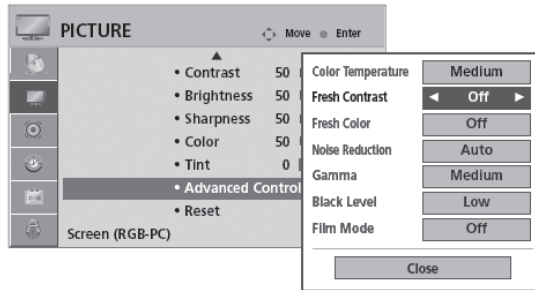 PICTURE
Move Enter
• Contrast 50
• Brightness 50
• Sharpness 50
• Color 50
• Tint 0
• Advanced Control
• Reset
Screen (RGB-PC)
Color Temperature Medium
Fresh Contrast ◄ Off ►
Fresh Color Off
Noise Reduction Auto
Gamma Medium
Black Level Low
Film Mode Off
Close